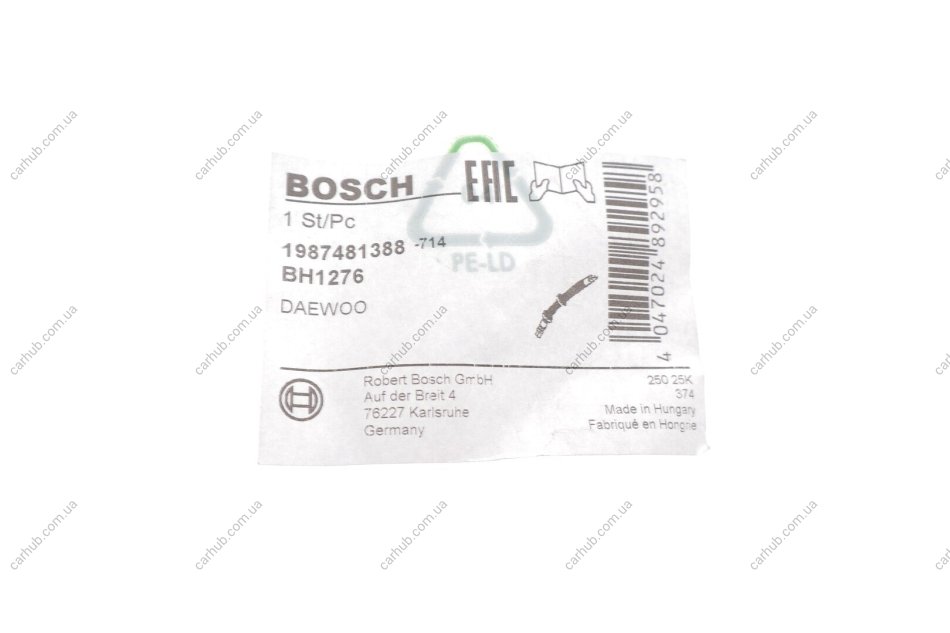 BOSCH EAC
1 St/Pc
1987481388 -714
BH1276
PE-LD
DAEWOO
4 047024 892958
Robert Bosch GmbH
Auf der Breit 4
76227 Karlsruhe
Germany
250 25K
374
Made in Hungary
Fabriqué en Hongrie
carhub.com.ua